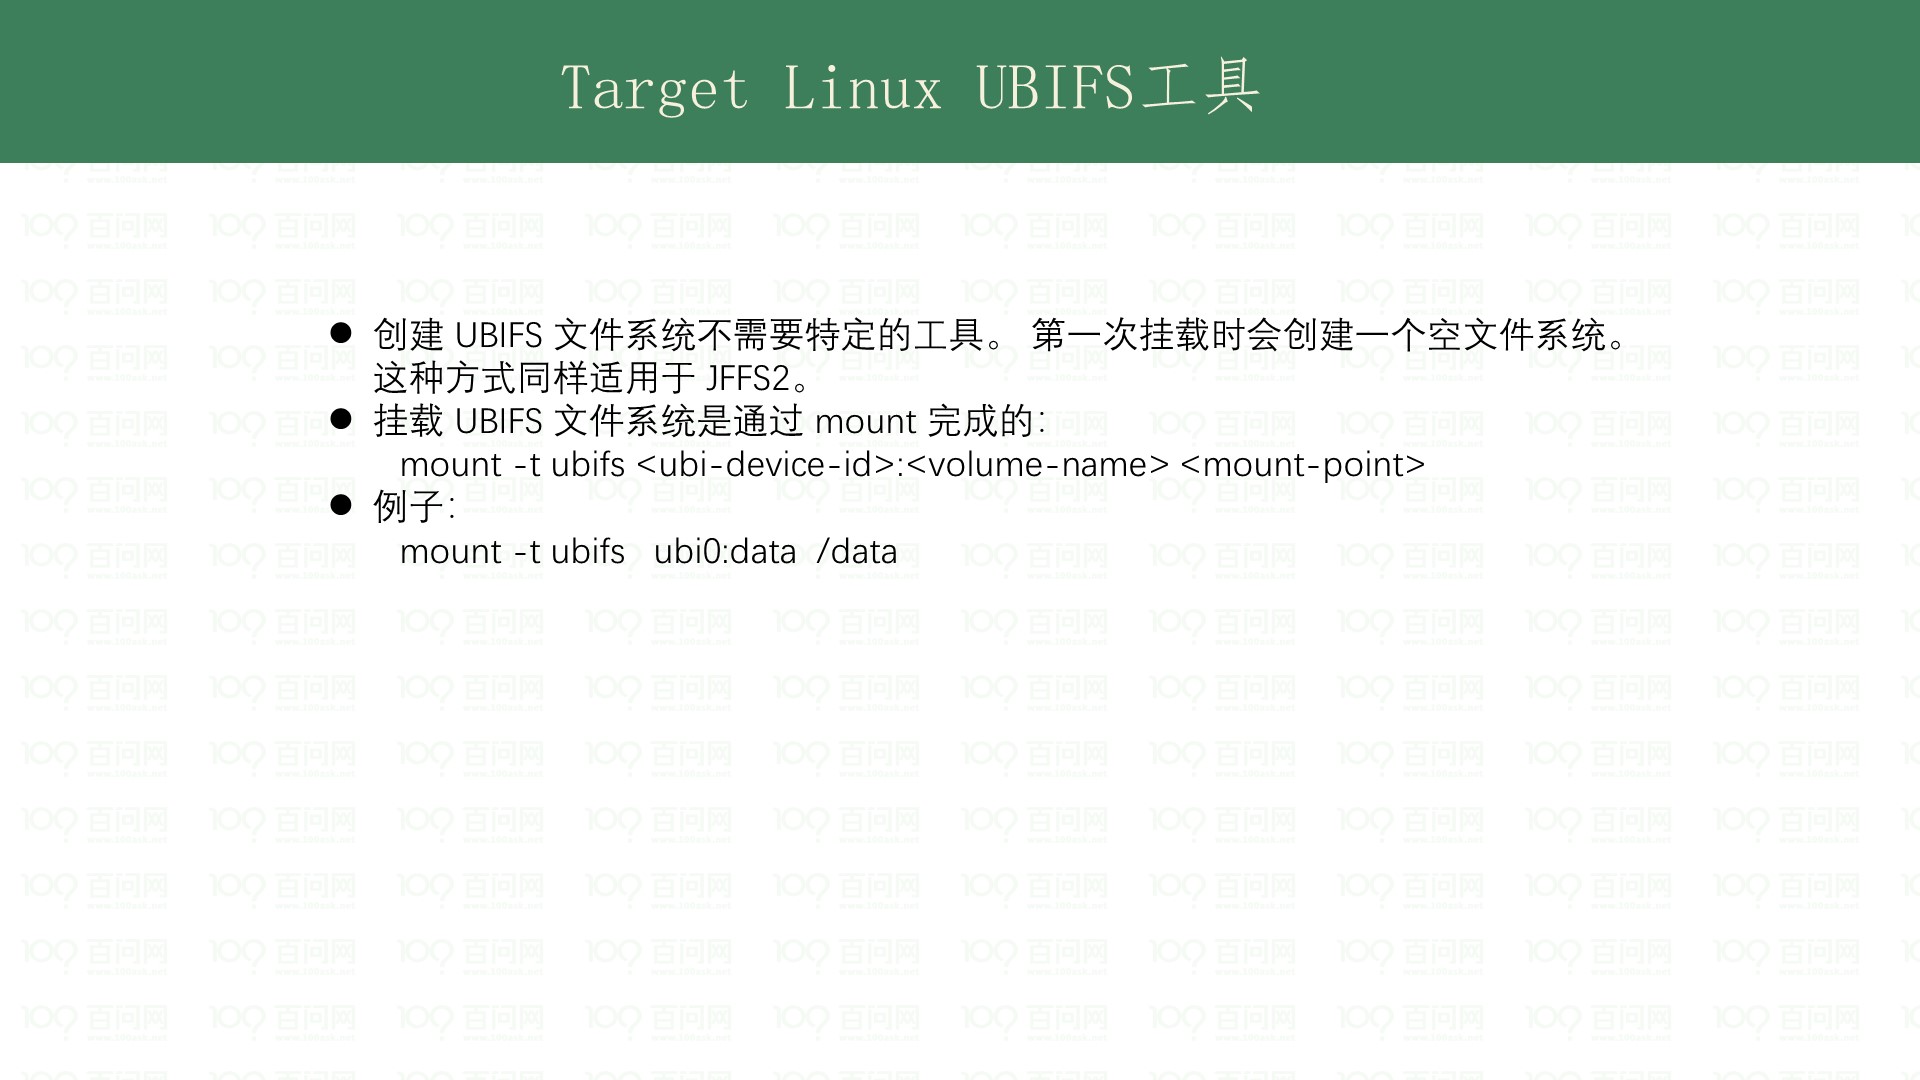 Target Linux UBIFS工具
● 创建 UBIFS 文件系统不需要特定的工具。 第一次挂载时会创建一个空文件系统。
这种方式同样适用于 JFFS2。
● 挂载 UBIFS 文件系统是通过 mount 完成的：
mount -t ubifs <ubi-device-id>:<volume-name> <mount-point>
● 例子：
mount -t ubifs   ubi0:data  /data